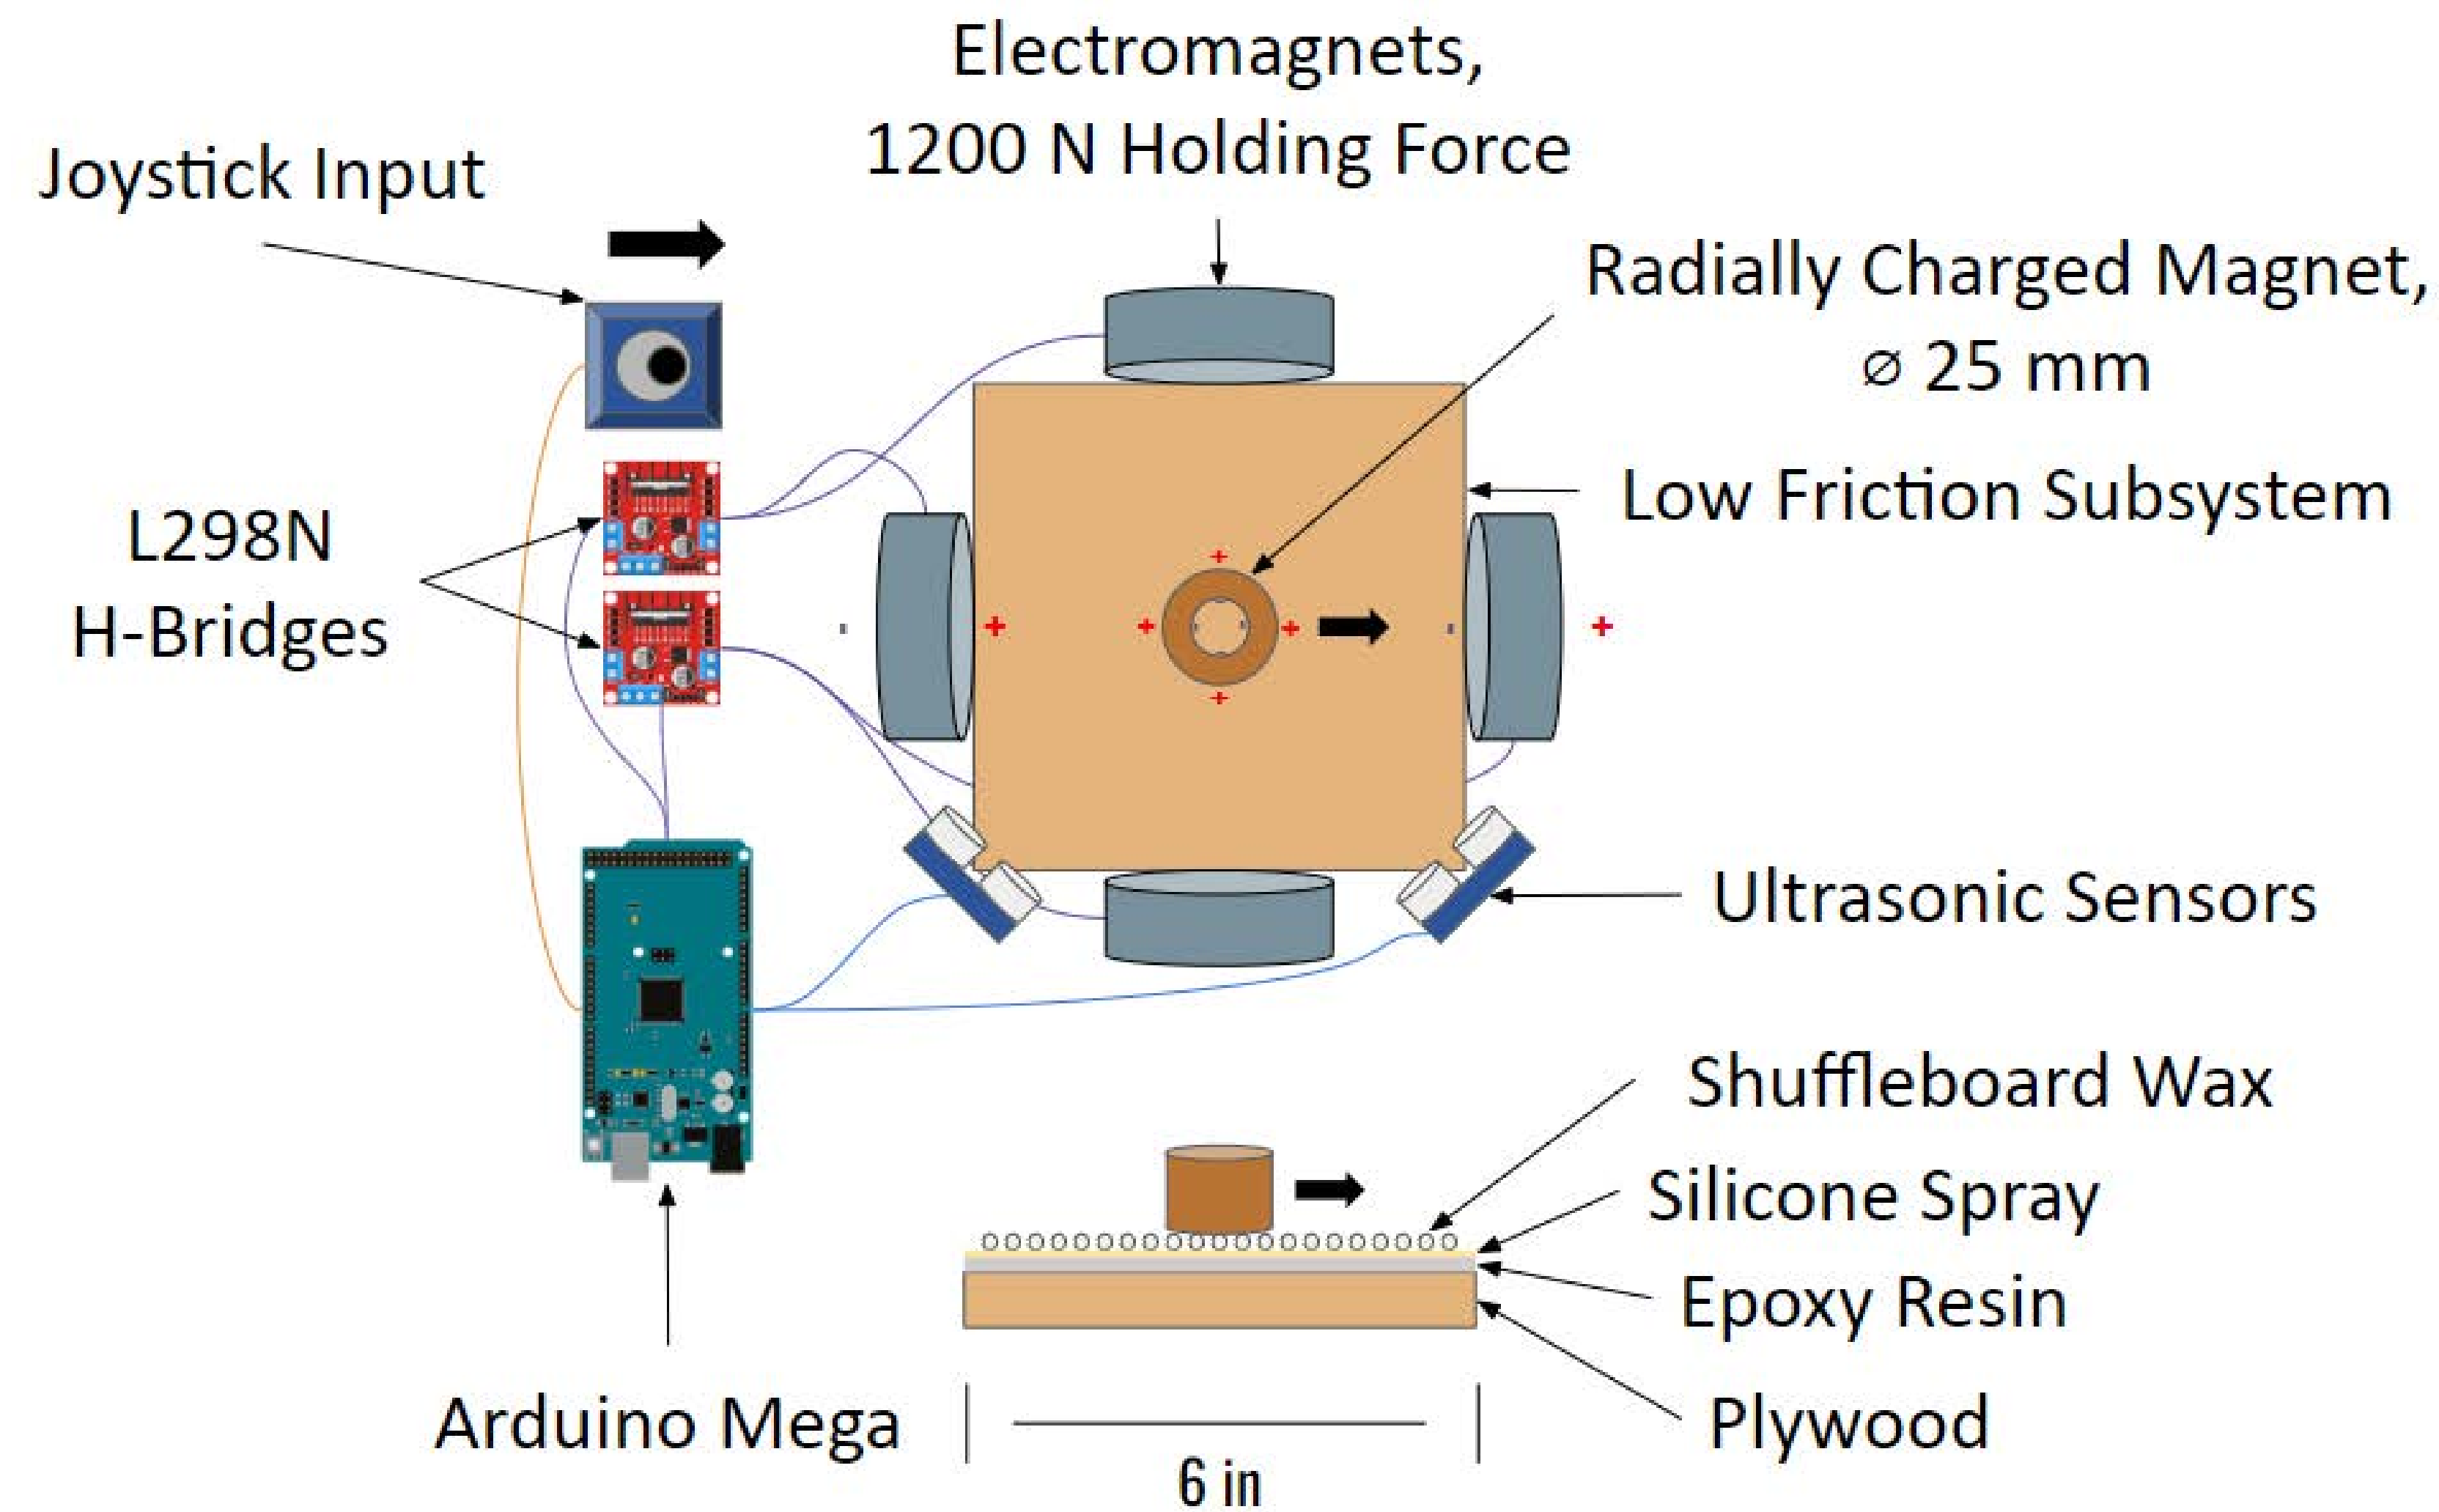 Electromagnets,
1200 N Holding Force
Joystick Input
Radially Charged Magnet,
⌀ 25 mm
Low Friction Subsystem
L298N
H-Bridges
+
+
+
+
+
+
-
-
-
-
Ultrasonic Sensors
Shuffleboard Wax
Silicone Spray
Epoxy Resin
Plywood
Arduino Mega
6 in